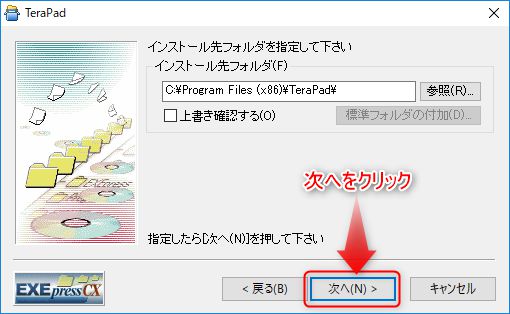 TeraPad
インストール先フォルダを指定して下さい
インストール先フォルダ(F)
C:¥Program Files (x86)¥TeraPad¥
参照(R)...
上書き確認する(O)
標準フォルダの付加(D)...
次へをクリック
指定したら[次へ(N)]を押して下さい
EXEpressCX
< 戻る(B)
次へ(N) >
キャンセル